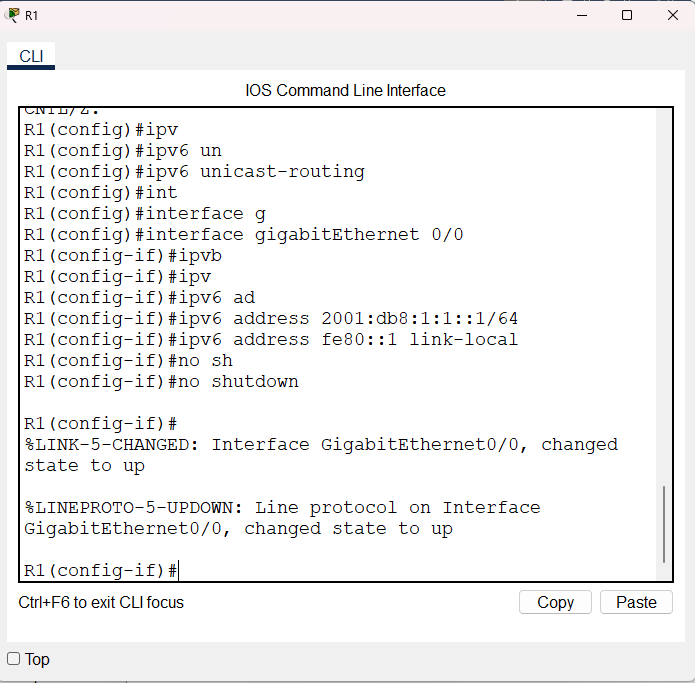 R1
CLI
IOS Command Line Interface
CNTL/Z.
R1(config)#ipv
R1(config)#ipv6 un
R1(config)#ipv6 unicast-routing
R1(config)#int
R1(config)#interface g
R1(config)#interface gigabitEthernet 0/0
R1(config-if)#ipvb
R1(config-if)#ipv
R1(config-if)#ipv6 ad
R1(config-if)#ipv6 address 2001:db8:1:1::1/64
R1(config-if)#ipv6 address fe80::1 link-local
R1(config-if)#no sh
R1(config-if)#no shutdown
R1(config-if)#
%LINK-5-CHANGED: Interface GigabitEthernet0/0, changed
state to up
%LINEPROTO-5-UPDOWN: Line protocol on Interface
GigabitEthernet0/0, changed state to up
R1(config-if)#
Ctrl+F6 to exit CLI focus
Copy
Paste
Top